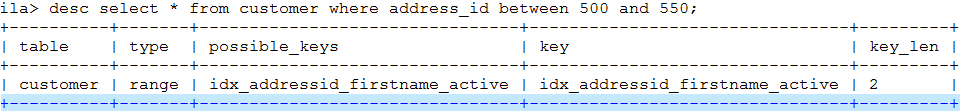 ila> desc select * from customer where address_id between 500 and 550;
+----------+-------+-----------------------------+-----------------------------+---------+
| table | type | possible_keys | key | key_len |
+----------+-------+-----------------------------+-----------------------------+---------+
| customer | range | idx_addressid_firstname_active | idx_addressid_firstname_active | 2 |
+----------+-------+-----------------------------+-----------------------------+---------+